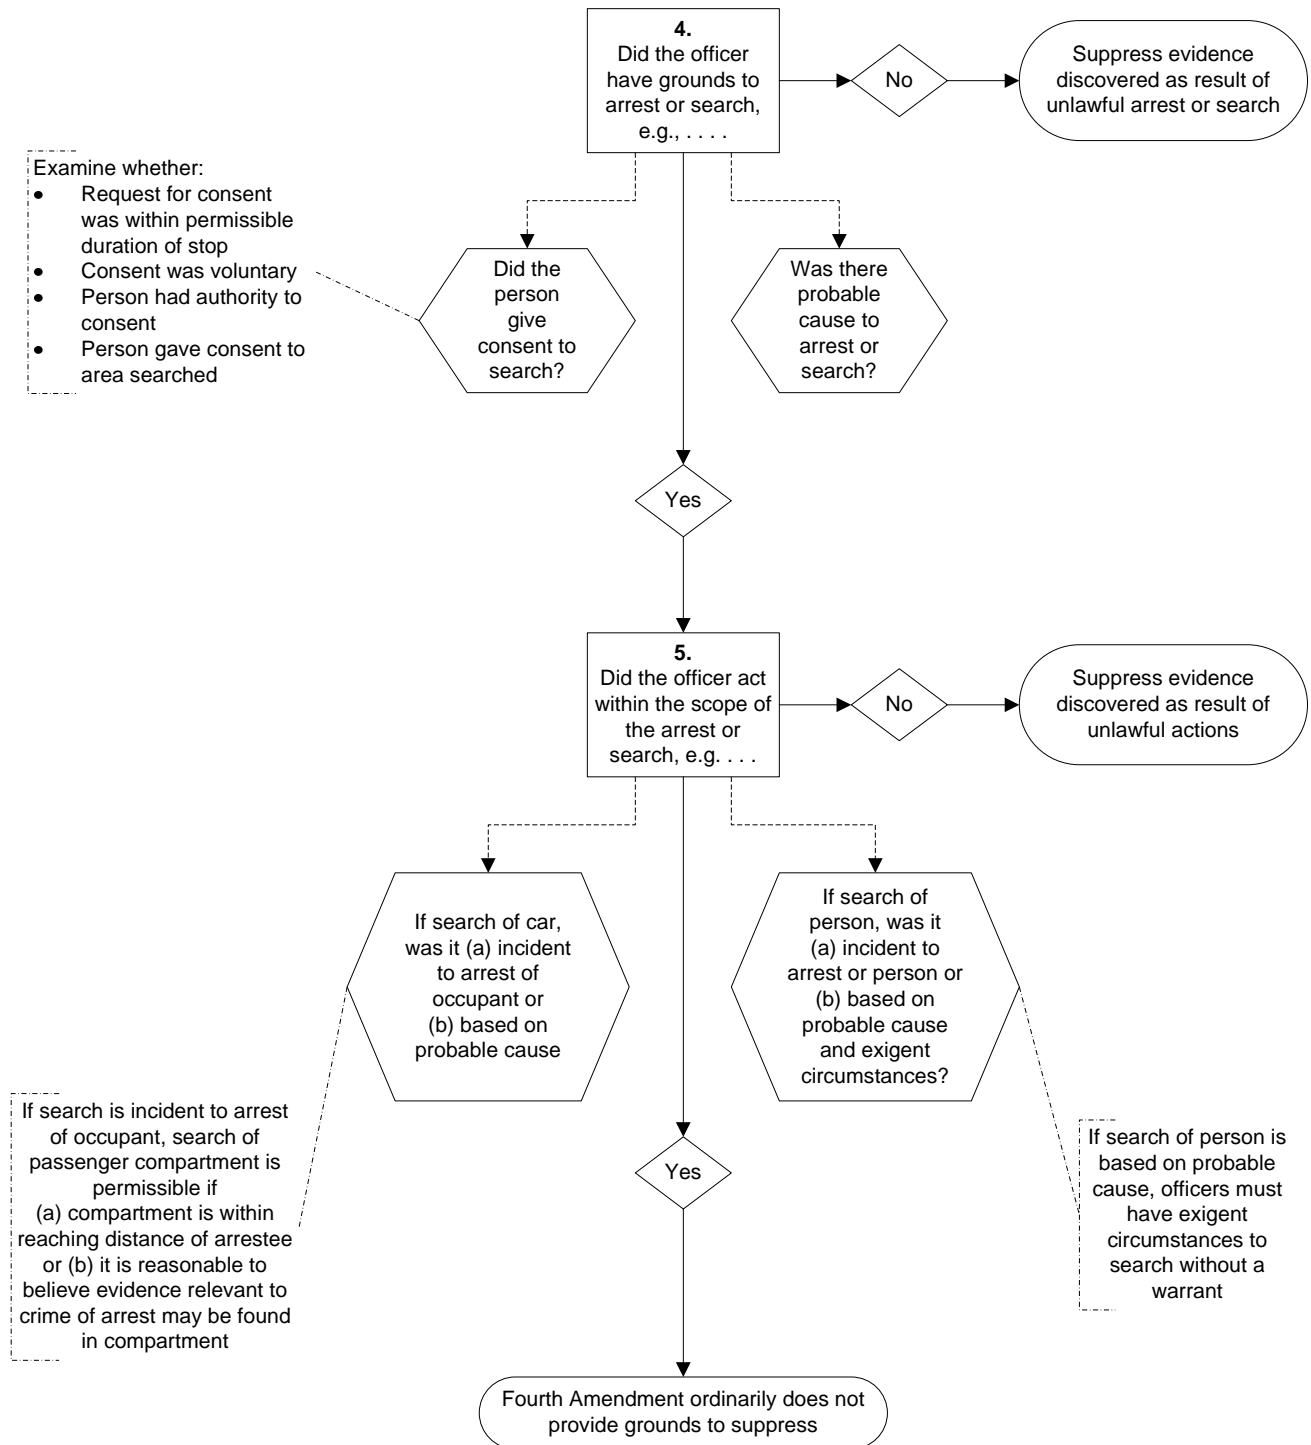 4.
Did the officer
have grounds to
arrest or search,
e.g., . . . .
No
Suppress evidence
discovered as result of
unlawful arrest or search
Examine whether:
● Request for consent
was within permissible
duration of stop
● Consent was voluntary
● Person had authority to
consent
● Person gave consent to
area searched
Did the
person
give
consent to
search?
Was there
probable
cause to
arrest or
search?
Yes
5.
Did the officer act
within the scope of
the arrest or
search, e.g. . . .
No
Suppress evidence
discovered as result of
unlawful actions
If search of car,
was it (a) incident
to arrest of
occupant or
(b) based on
probable cause
If search of
person, was it
(a) incident to
arrest or person or
(b) based on
probable cause
and exigent
circumstances?
If search is incident to arrest
of occupant, search of
passenger compartment is
permissible if
(a) compartment is within
reaching distance of arrestee
or (b) it is reasonable to
believe evidence relevant to
crime of arrest may be found
in compartment
Yes
If search of person is
based on probable
cause, officers must
have exigent
circumstances to
search without a
warrant
Fourth Amendment ordinarily does not
provide grounds to suppress